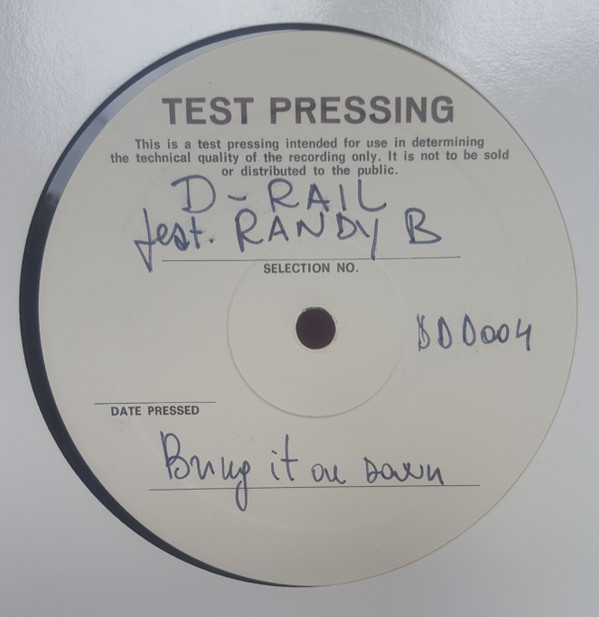 TEST PRESSING
This is a test pressing intended for use in determining
the technical quality of the recording only. It is not to be sold
or distributed to the public.
D-RAIL
feat. RANDY B
SELECTION NO.
DDD004
DATE PRESSED
Bring it on down